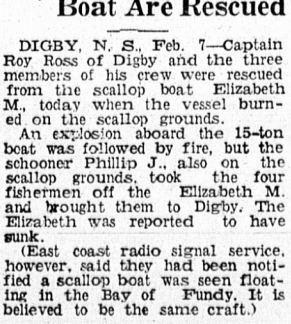 Boat Are Rescued
DIGBY, N. S., Feb. 7—Captain
Roy Ross of Digby and the three
members of his crew were rescued
from the scallop boat Elizabeth
M., today when the vessel burn-
ed on the scallop grounds.
An explosion aboard the 15-ton
boat was followed by fire, but the
schooner Phillip J., also on the
scallop grounds, took the four
fishermen off the Elizabeth M.
and brought them to Digby. The
Elizabeth was reported to have
sunk.
(East coast radio signal service,
however, said they had been noti-
fied a scallop boat was seen float-
ing in the Bay of Fundy. It is
believed to be the same craft.)